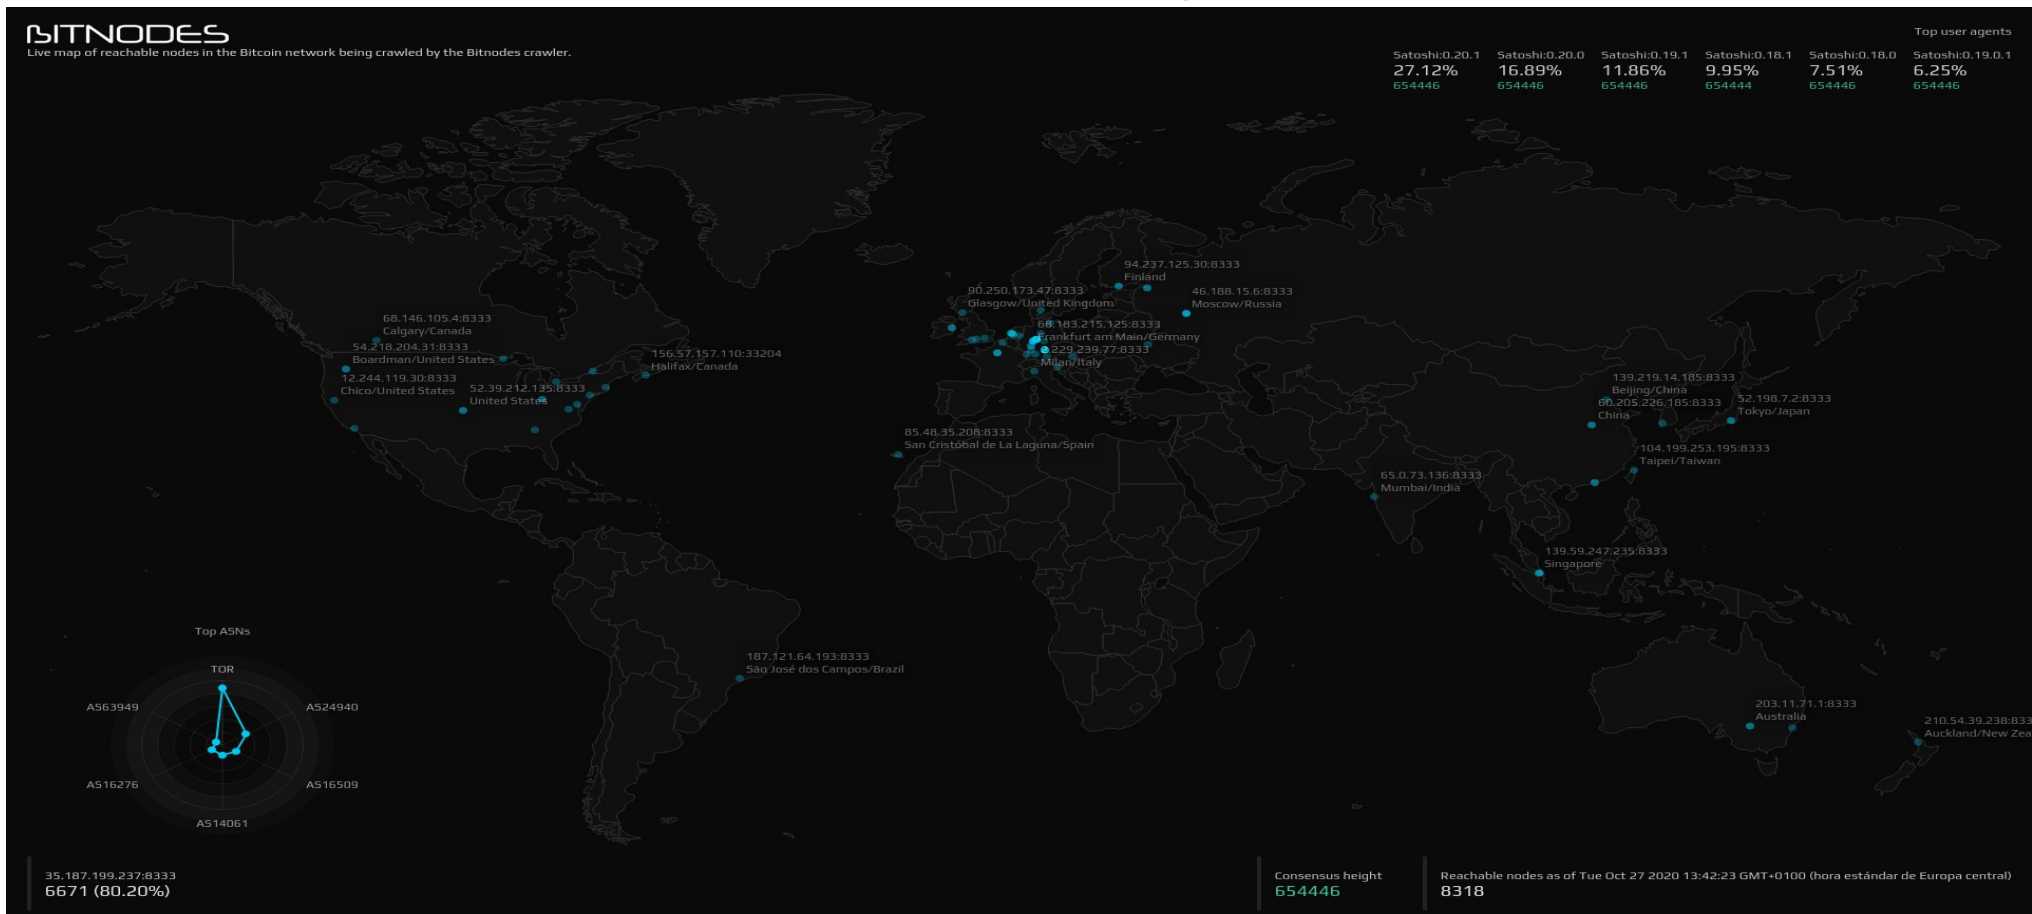 BITNODES
Live map of reachable nodes in the Bitcoin network being crawled by the Bitnodes crawler.
Top user agents
Satoshi:0.20.1 Satoshi:0.20.0 Satoshi:0.19.1 Satoshi:0.18.1 Satoshi:0.18.0 Satoshi:0.19.0.1
27.12% 16.89% 11.86% 9.95% 7.51% 6.25%
654446 654446 654446 654444 654446 654446
94.237.125.30:8333
Finland
90.250.173.47:8333
Glasgow/United Kingdom
46.188.15.6:8333
Moscow/Russia
68.146.105.4:8333
Calgary/Canada
68.183.215.125:8333
Frankfurt am Main/Germany
54.218.204.31:8333
Boardman/United States
156.57.157.110:33204
Halifax/Canada
.229.239.77:8333
Milan/Italy
12.244.119.30:8333
Chico/United States
52.39.212.135:8333
United States
139.219.14.185:8333
Beijing/China
60.205.226.185:8333
China
52.198.7.2:8333
Tokyo/Japan
85.48.35.208:8333
San Cristóbal de La Laguna/Spain
104.199.253.195:8333
Taipei/Taiwan
65.0.73.136:8333
Mumbai/India
139.59.247.235:8333
Singapore
187.121.64.193:8333
São José dos Campos/Brazil
203.11.71.1:8333
Australia
210.54.39.238:833
Auckland/New Zea
Top ASNs
TOR
AS63949 AS24940
AS16276 AS16509
AS14061
35.187.199.237:8333
6671 (80.20%)
Consensus height
654446
Reachable nodes as of Tue Oct 27 2020 13:42:23 GMT+0100 (hora estándar de Europa central)
8318